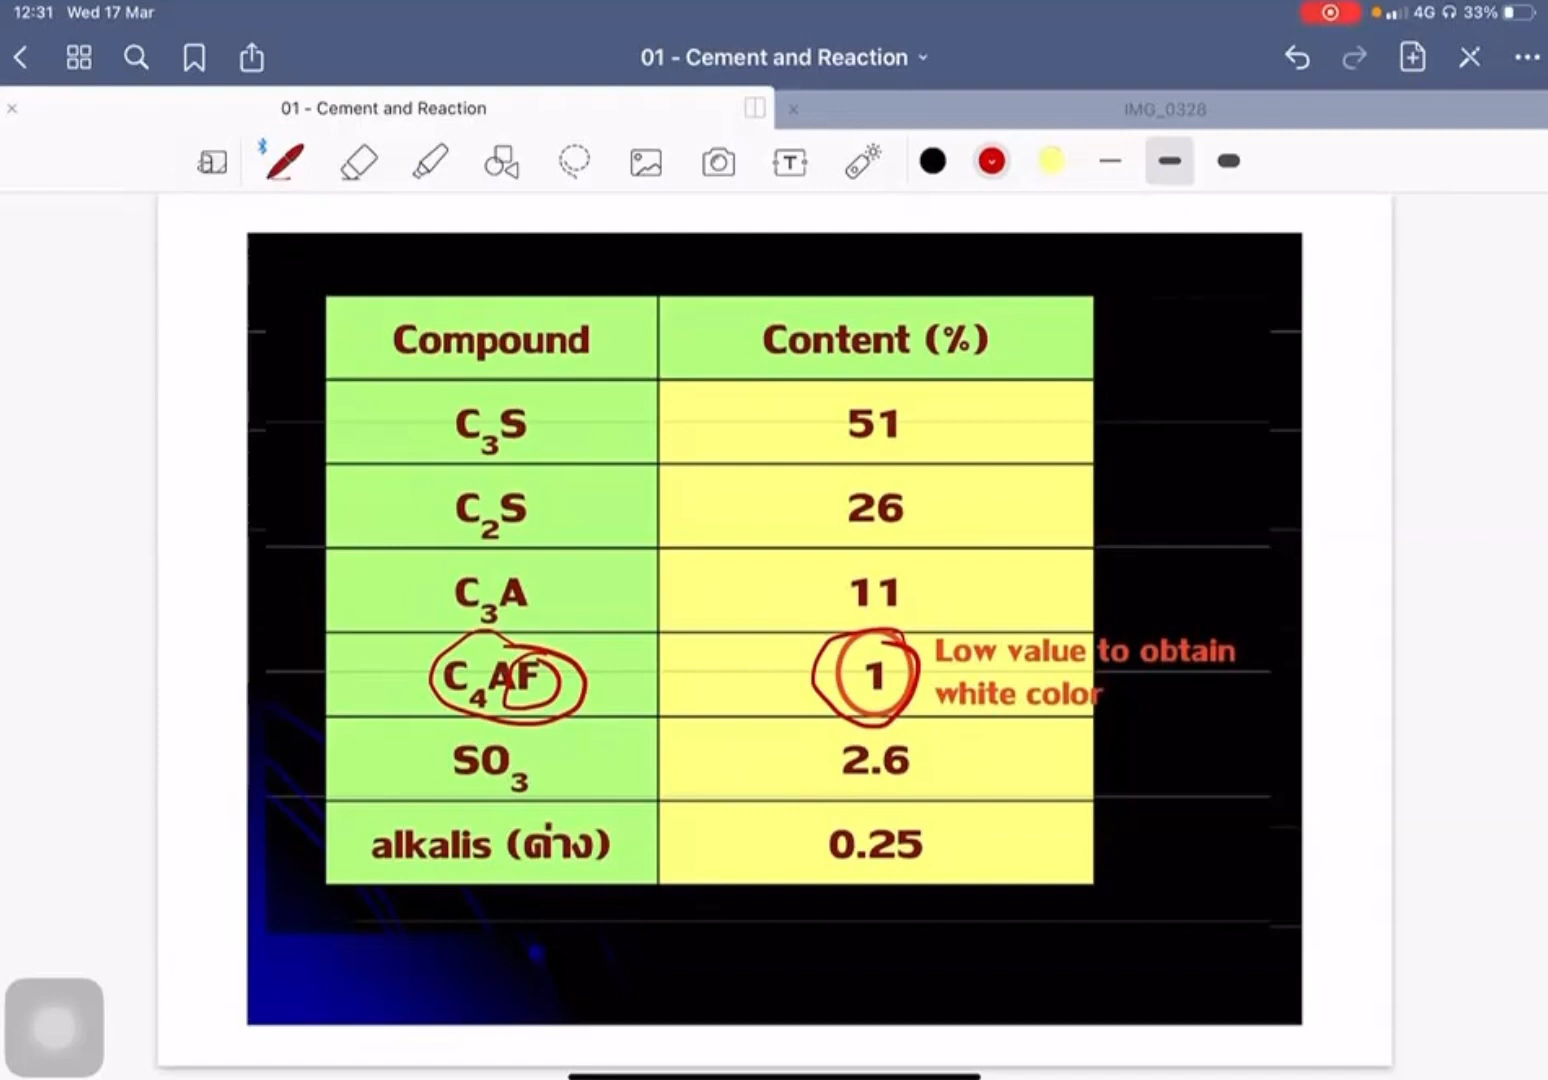 12:31 Wed 17 Mar
4G 33%
01 - Cement and Reaction
01 - Cement and Reaction
IMG_0328
T
Compound Content (%)
C₃S 51
C₂S 26
C₃A 11
C₄AF 1 Low value to obtain
white color
SO₃ 2.6
alkalis (ด่าง) 0.25